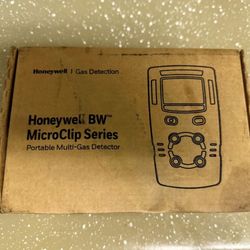 Honeywell | Gas Detection
Honeywell BW™
MicroClip Series
Portable Multi-Gas Detector